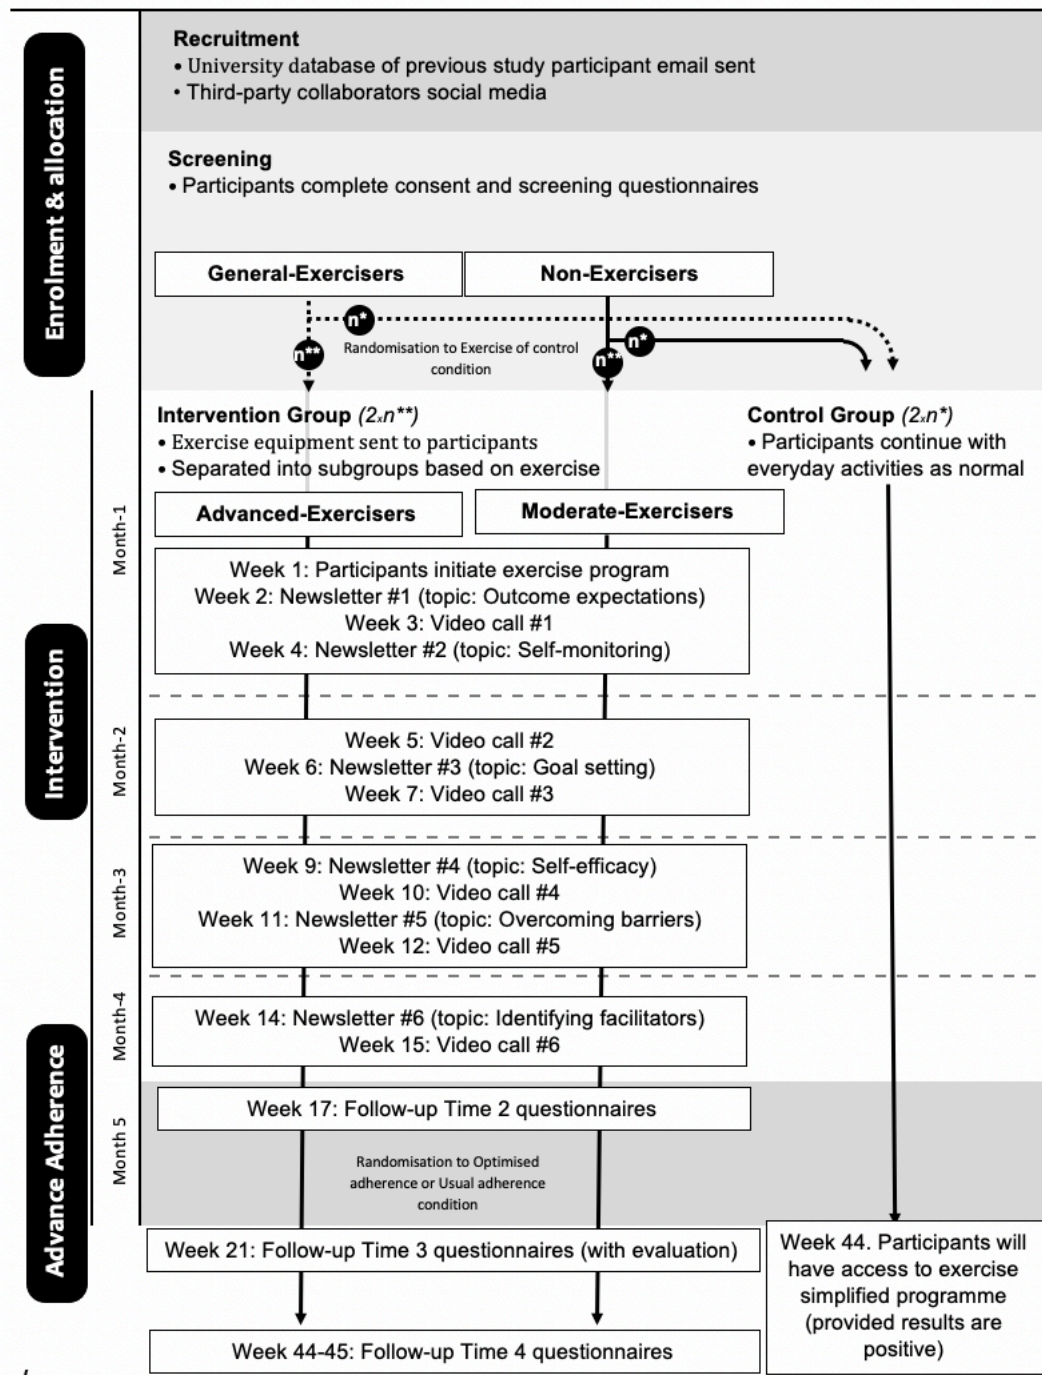 Enrolment & allocation
Recruitment
• University database of previous study participant email sent
• Third-party collaborators social media
Screening
• Participants complete consent and screening questionnaires
General-Exercisers
Non-Exercisers
n*
n*
n**
n**
Randomisation to Exercise of control
condition
Intervention Group (2xn**)
• Exercise equipment sent to participants
• Separated into subgroups based on exercise
Control Group (2xn*)
• Participants continue with
everyday activities as normal
Intervention
Month-1
Advanced-Exercisers
Moderate-Exercisers
Week 1: Participants initiate exercise program
Week 2: Newsletter #1 (topic: Outcome expectations)
Week 3: Video call #1
Week 4: Newsletter #2 (topic: Self-monitoring)
Month-2
Week 5: Video call #2
Week 6: Newsletter #3 (topic: Goal setting)
Week 7: Video call #3
Month-3
Week 9: Newsletter #4 (topic: Self-efficacy)
Week 10: Video call #4
Week 11: Newsletter #5 (topic: Overcoming barriers)
Week 12: Video call #5
Month-4
Week 14: Newsletter #6 (topic: Identifying facilitators)
Week 15: Video call #6
Advance Adherence
Month 5
Week 17: Follow-up Time 2 questionnaires
Randomisation to Optimised
adherence or Usual adherence
condition
Week 21: Follow-up Time 3 questionnaires (with evaluation)
Week 44-45: Follow-up Time 4 questionnaires
Week 44. Participants will
have access to exercise
simplified programme
(provided results are
positive)